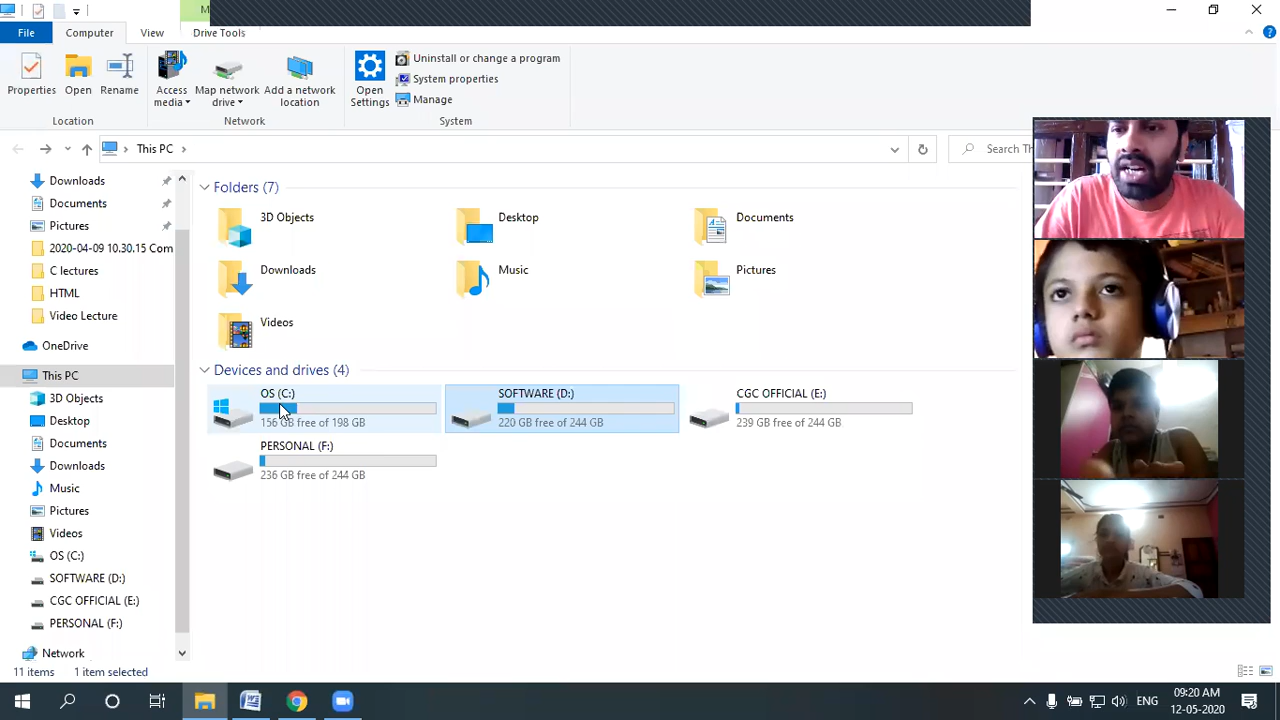 M
File
Computer
View
Drive Tools
Properties
Open
Rename
Access media
Map network drive
Add a network location
Open Settings
Uninstall or change a program
System properties
Manage
Location
Network
System
This PC
Search Th
Downloads
Documents
Pictures
2020-04-09 10.30.15 Com
C lectures
HTML
Video Lecture
OneDrive
This PC
3D Objects
Desktop
Documents
Downloads
Music
Pictures
Videos
OS (C:)
SOFTWARE (D:)
CGC OFFICIAL (E:)
PERSONAL (F:)
Network
Folders (7)
3D Objects
Desktop
Documents
Downloads
Music
Pictures
Videos
Devices and drives (4)
OS (C:)
156 GB free of 198 GB
SOFTWARE (D:)
220 GB free of 244 GB
CGC OFFICIAL (E:)
239 GB free of 244 GB
PERSONAL (F:)
236 GB free of 244 GB
11 items
1 item selected
ENG
09:20 AM
12-05-2020